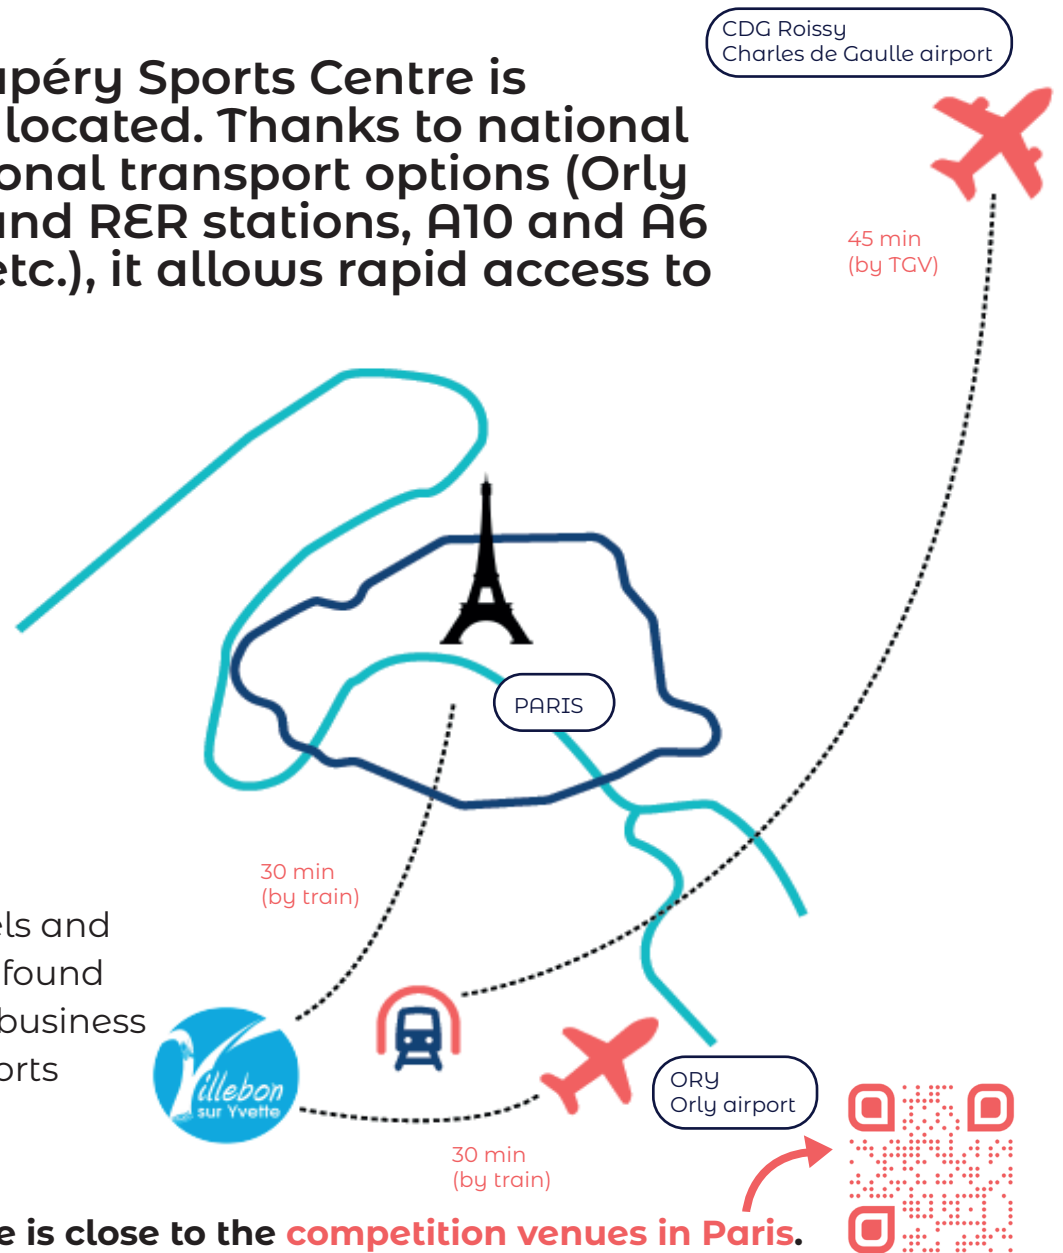 CDG Roissy
Charles de Gaulle airport
apéry Sports Centre is
located. Thanks to national
onal transport options (Orly
and RER stations, A10 and A6
etc.), it allows rapid access to
45 min
(by TGV)
PARIS
30 min
(by train)
els and
found
business
orts
Villebon
sur Yvette
ORY
Orly airport
30 min
(by train)
e is close to the competition venues in Paris.